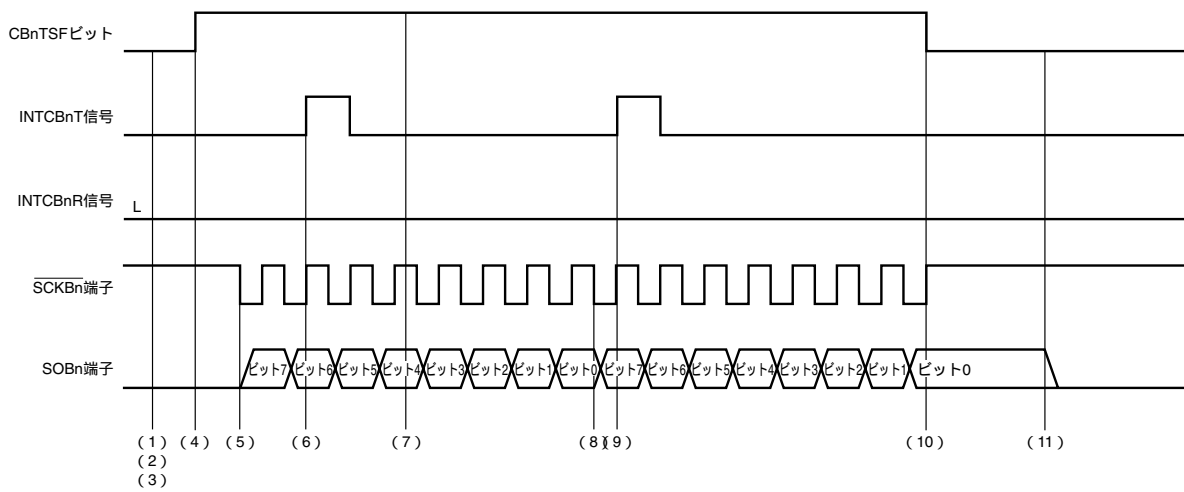 CBnTSFビット
INTCBnT信号
INTCBnR信号
L
SCKBn端子
SOBn端子
ビット7 ビット6 ビット5 ビット4 ビット3 ビット2 ビット1 ビット0 ビット7 ビット6 ビット5 ビット4 ビット3 ビット2 ビット1 ビット0
(1) (4) (5) (6) (7) (8) (9) (10) (11)
(2)
(3)